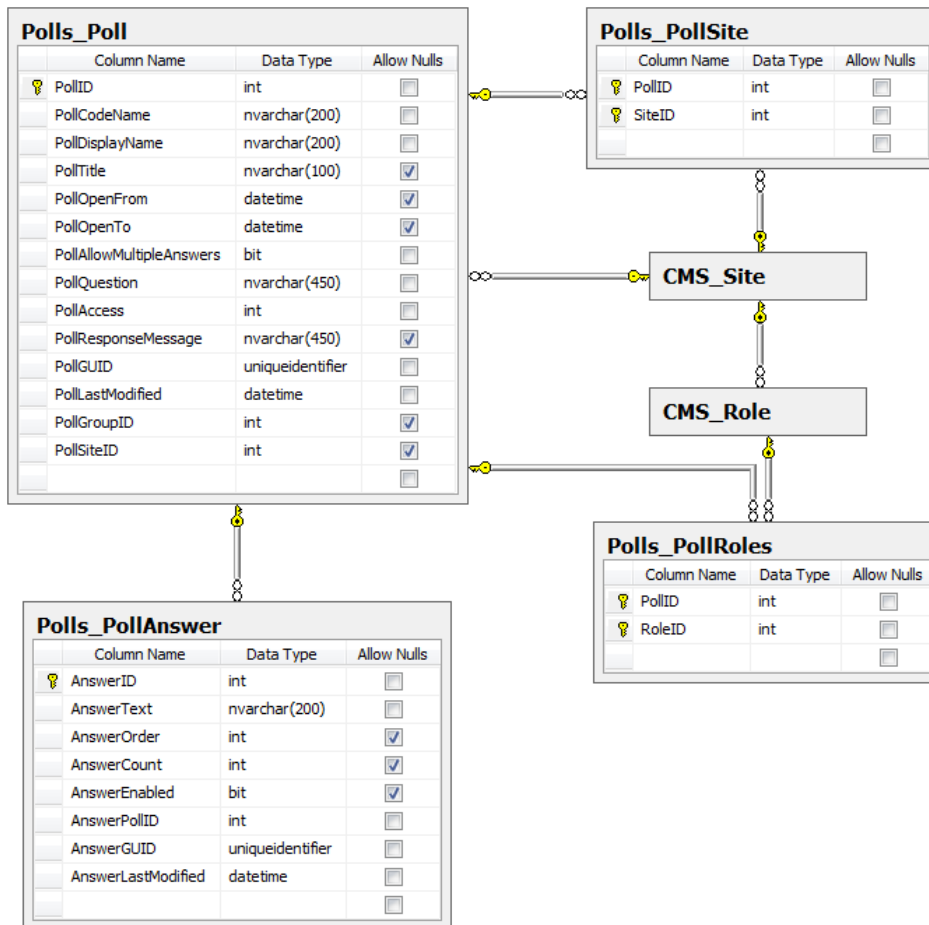 Polls_Poll
Column Name Data Type Allow Nulls
PollID int
PollCodeName nvarchar(200)
PollDisplayName nvarchar(200)
PollTitle nvarchar(100)
PollOpenFrom datetime
PollOpenTo datetime
PollAllowMultipleAnswers bit
PollQuestion nvarchar(450)
PollAccess int
PollResponseMessage nvarchar(450)
PollGUID uniqueidentifier
PollLastModified datetime
PollGroupID int
PollSiteID int
Polls_PollSite
Column Name Data Type Allow Nulls
PollID int
SiteID int
CMS_Site
CMS_Role
Polls_PollRoles
Column Name Data Type Allow Nulls
PollID int
RoleID int
Polls_PollAnswer
Column Name Data Type Allow Nulls
AnswerID int
AnswerText nvarchar(200)
AnswerOrder int
AnswerCount int
AnswerEnabled bit
AnswerPollID int
AnswerGUID uniqueidentifier
AnswerLastModified datetime